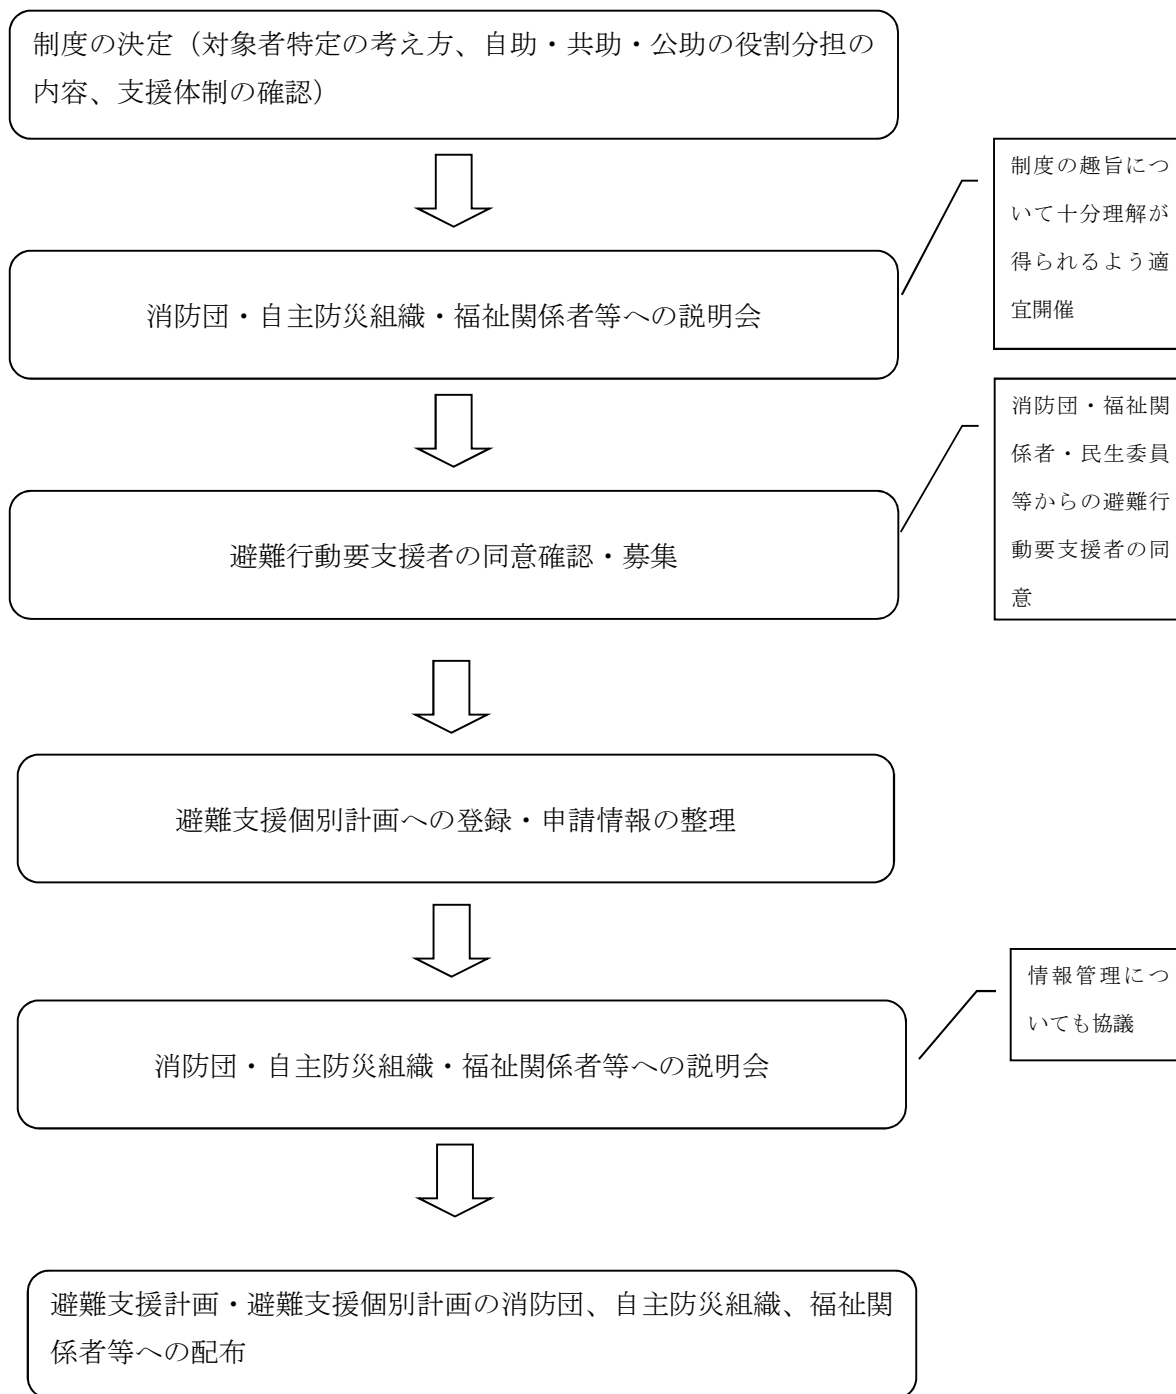 制度の決定（対象者特定の考え方、自助・共助・公助の役割分担の
内容、支援体制の確認）
制度の趣旨につ
いて十分理解が
得られるよう適
宜開催
消防団・自主防災組織・福祉関係者等への説明会
消防団・福祉関
係者・民生委員
等からの避難行
動要支援者の同
意
避難行動要支援者の同意確認・募集
避難支援個別計画への登録・申請情報の整理
情報管理につ
いても協議
消防団・自主防災組織・福祉関係者等への説明会
避難支援計画・避難支援個別計画の消防団、自主防災組織、福祉関
係者等への配布